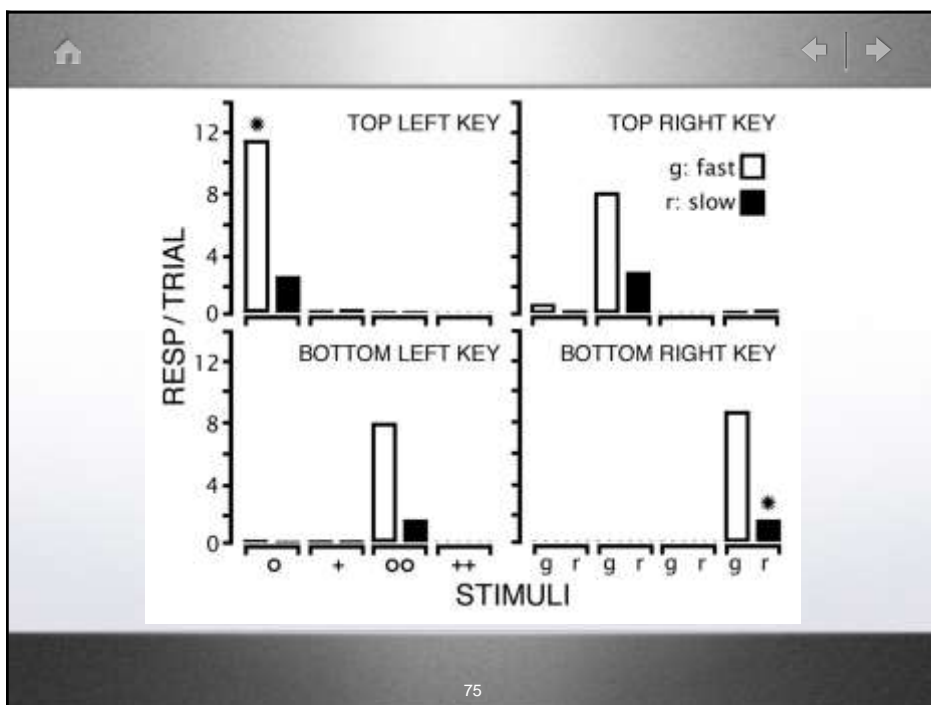 TOP LEFT KEY
TOP RIGHT KEY
g: fast
r: slow
12
8
4
0
RESP / TRIAL
BOTTOM LEFT KEY
BOTTOM RIGHT KEY
12
8
4
0
o + oo ++
g r g r g r g r
STIMULI
75